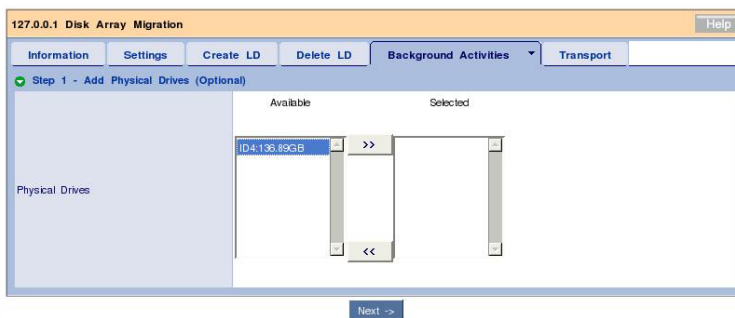 127.0.0.1 Disk Array Migration
Help
Information Settings Create LD Delete LD Background Activities Transport
Step 1 - Add Physical Drives (Optional)
Available Selected
ID4:136.89GB >>
Physical Drives
<<
Next ->